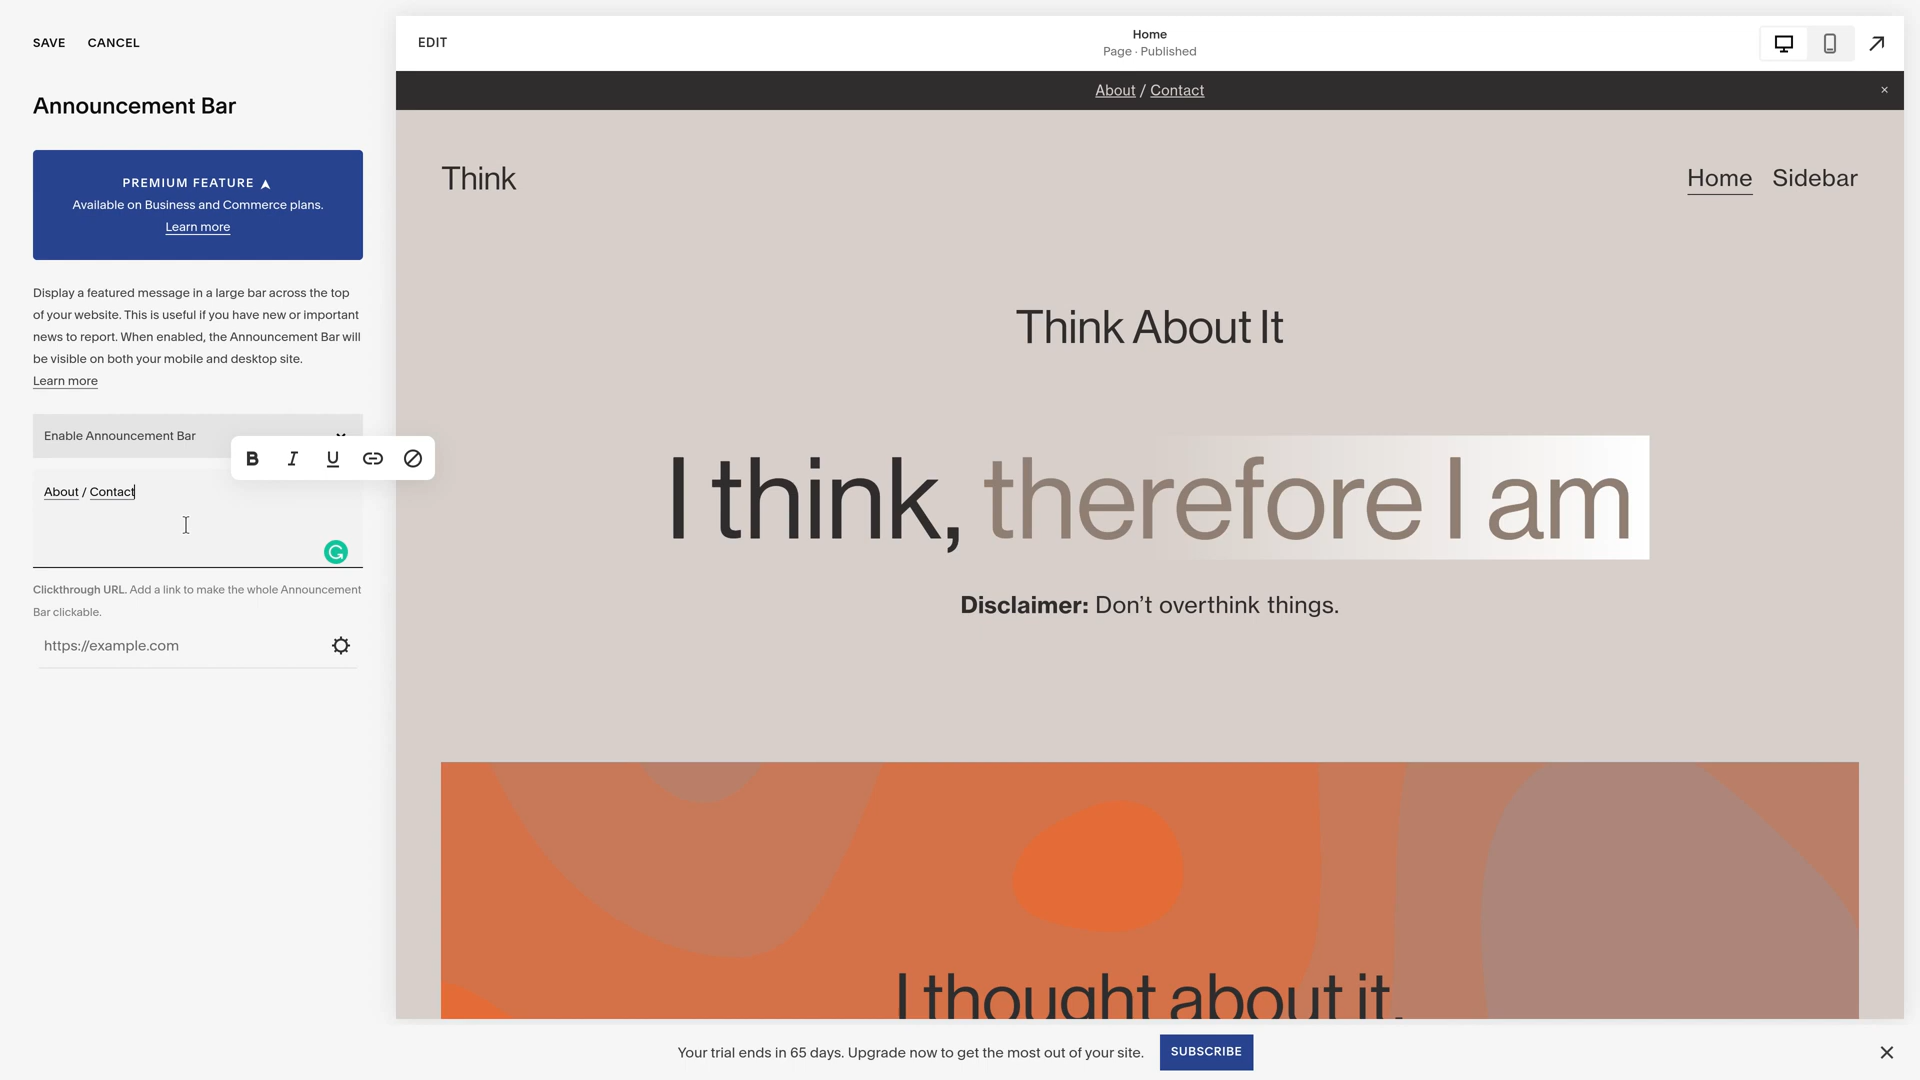 SAVE CANCEL
Announcement Bar
PREMIUM FEATURE
Available on Business and Commerce plans.
Learn more
Display a featured message in a large bar across the top
of your website. This is useful if you have new or important
news to report. When enabled, the Announcement Bar will
be visible on both your mobile and desktop site.
Learn more
Enable Announcement Bar
B I U
About / Contact
Clickthrough URL. Add a link to make the whole Announcement
Bar clickable.
https://example.com
EDIT
Home
Page · Published
About / Contact
Think
Home Sidebar
Think About It
I think, therefore I am
Disclaimer: Don’t overthink things.
I thought about it.
Your trial ends in 65 days. Upgrade now to get the most out of your site.
SUBSCRIBE